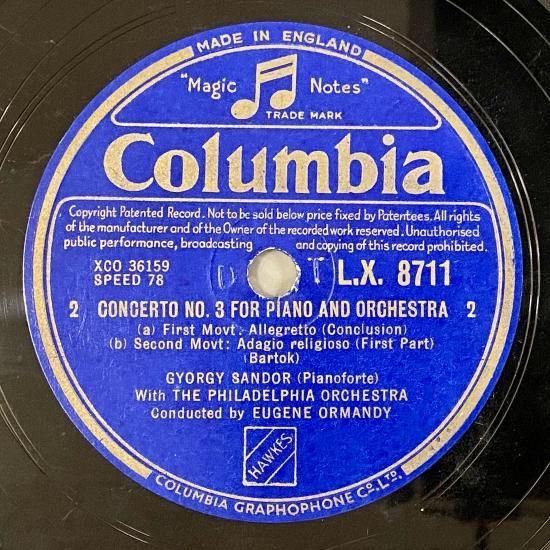 MADE IN ENGLAND
"Magic Notes"
TRADE MARK
Columbia
Copyright Patented Record. Not to be sold below price fixed by Patentees. All rights
of the manufacturer and of the Owner of the recorded work reserved. Unauthorised
public performance, broadcasting and copying of this record prohibited.
XCO 36159
SPEED 78
D T
L.X. 8711
2 CONCERTO NO. 3 FOR PIANO AND ORCHESTRA 2
(a) First Movt: Allegretto (Conclusion)
(b) Second Movt: Adagio religioso (First Part)
(Bartok)
GYORGY SANDOR (Pianoforte)
With THE PHILADELPHIA ORCHESTRA
Conducted by EUGENE ORMANDY
HAWKES
COLUMBIA GRAPHOPHONE CO. LTD.